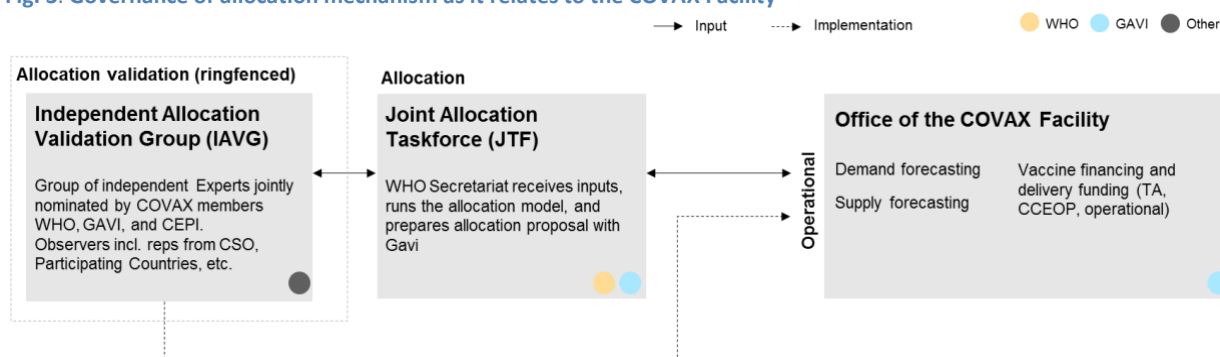 Fig. 3. Governance of allocation mechanism as it relates to the COVAX Facility
Input
Implementation
WHO
GAVI
Other
Allocation validation (ringfenced)
Independent Allocation
Validation Group (IAVG)
Group of independent Experts jointly
nominated by COVAX members
WHO, GAVI, and CEPI.
Observers incl. reps from CSO,
Participating Countries, etc.
Allocation
Joint Allocation
Taskforce (JTF)
WHO Secretariat receives inputs,
runs the allocation model, and
prepares allocation proposal with
Gavi
Operational
Office of the COVAX Facility
Demand forecasting
Supply forecasting
Vaccine financing and
delivery funding (TA,
CCEOP, operational)